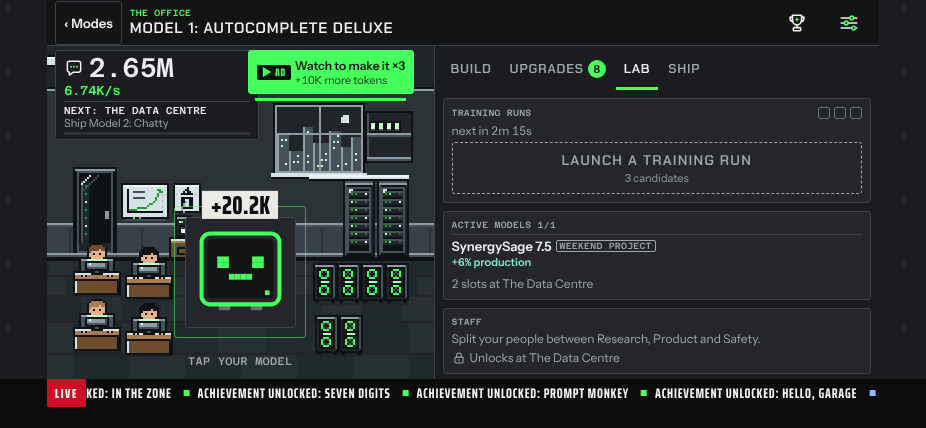 ‹ Modes
THE OFFICE
MODEL 1: AUTOCOMPLETE DELUXE
2.65M
6.74K/s
NEXT: THE DATA CENTRE
Ship Model 2: Chatty
AD
Watch to make it ×3
+10K more tokens
+20.2K
TAP YOUR MODEL
BUILD
UPGRADES 8
LAB
SHIP
TRAINING RUNS
next in 2m 15s
LAUNCH A TRAINING RUN
3 candidates
ACTIVE MODELS 1/1
SynergySage 7.5 WEEKEND PROJECT
+6% production
2 slots at The Data Centre
STAFF
Split your people between Research, Product and Safety.
Unlocks at The Data Centre
LIVE KED: IN THE ZONE ACHIEVEMENT UNLOCKED: SEVEN DIGITS ACHIEVEMENT UNLOCKED: PROMPT MONKEY ACHIEVEMENT UNLOCKED: HELLO, GARAGE